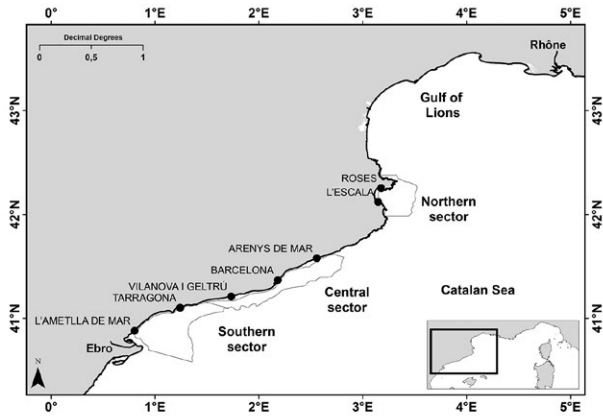 0° 1°E 2°E 3°E 4°E 5°E
Decimal Degrees
0 0,5 1
Rhône
43°N 43°N
Gulf of
Lions
ROSES
L'ESCALA
Northern
sector
42°N 42°N
ARENYS DE MAR
BARCELONA
VILANOVA I GELTRÚ
TARRAGONA
Central
sector
Catalan Sea
L'AMETLLA DE MAR
41°N 41°N
Southern
sector
Ebro
N
0° 1°E 2°E 3°E 4°E 5°E